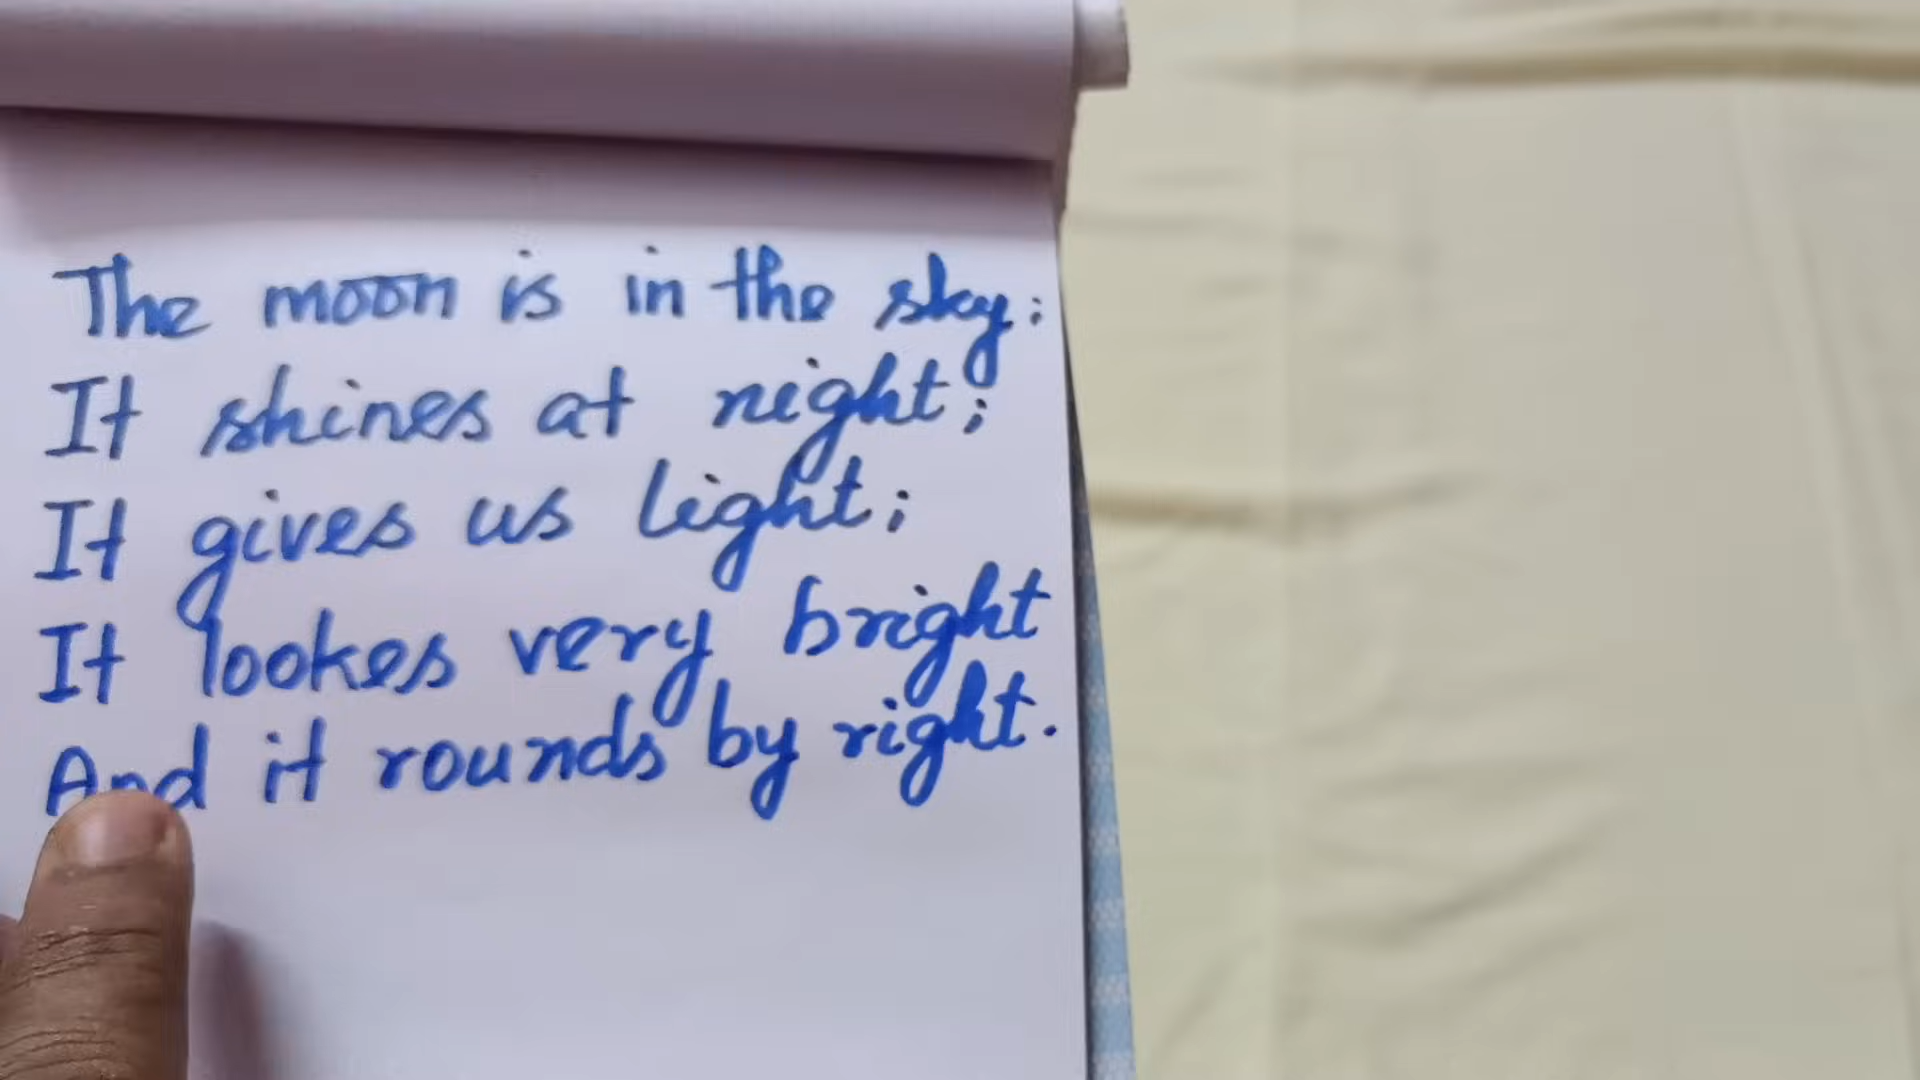 The moon is in the sky:
It shines at night;
It gives us light;
It lookes very bright
And it rounds by right.